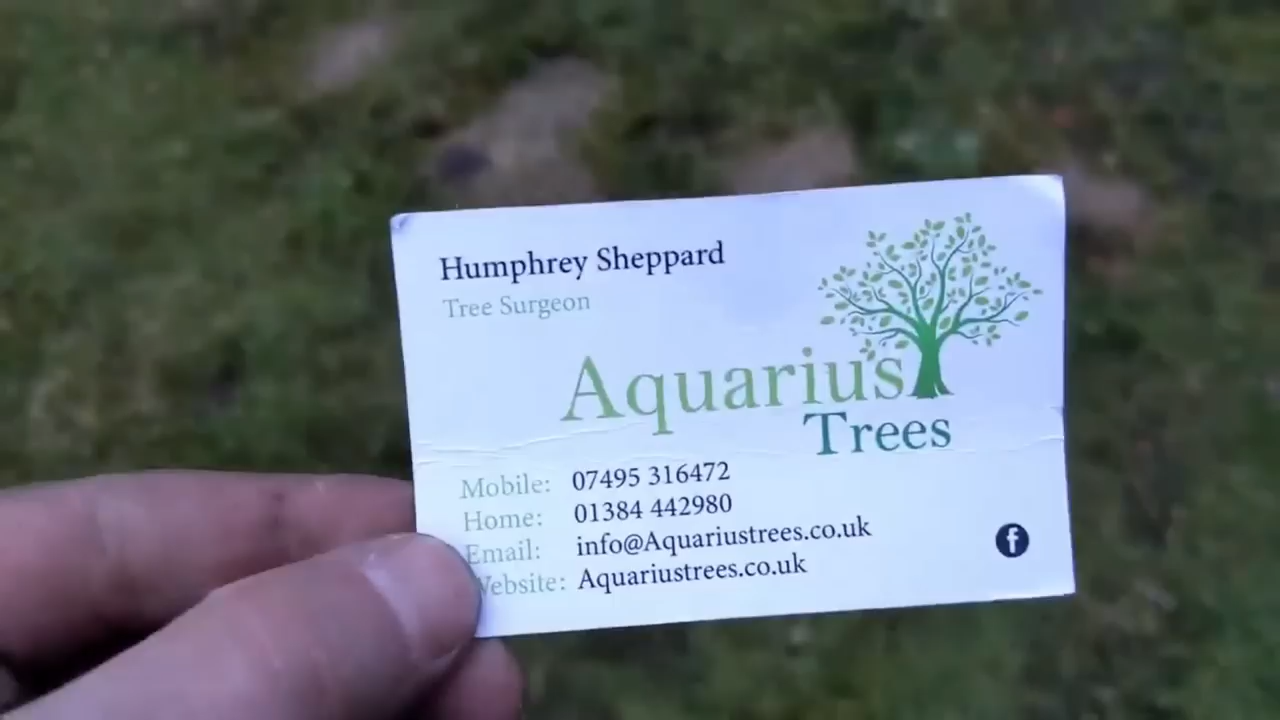 Humphrey Sheppard
Tree Surgeon
Aquarius
Trees
Mobile: 07495 316472
Home: 01384 442980
Email: info@Aquariustrees.co.uk
Website: Aquariustrees.co.uk
f